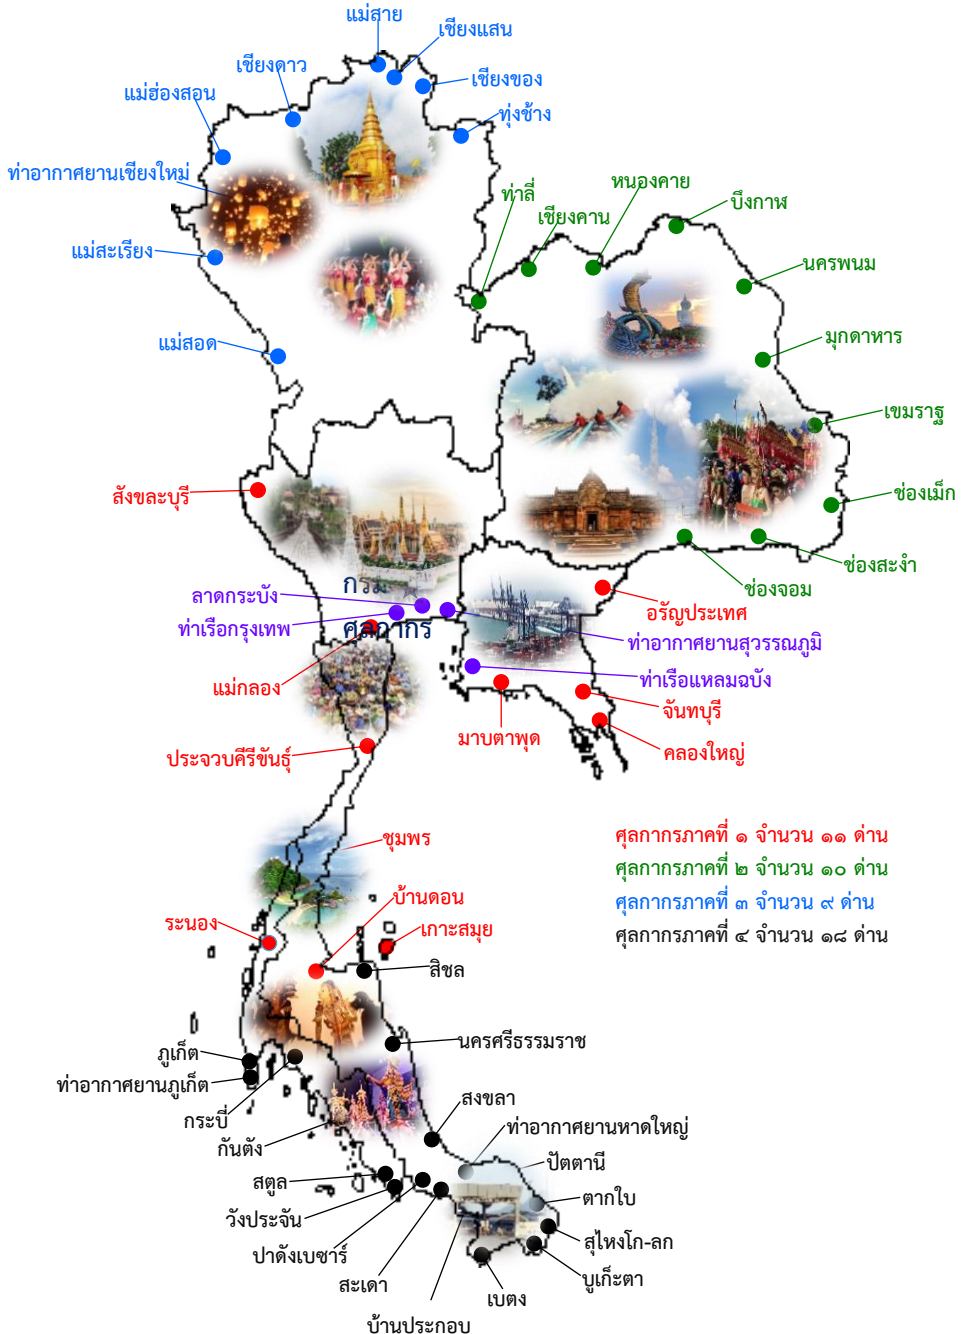 แม่สาย
เชียงแสน
เชียงดาว
เชียงของ
แม่ฮ่องสอน
ทุ่งช้าง
ท่าอากาศยานเชียงใหม่
หนองคาย
ท่าลี่
บึงกาฬ
เชียงคาน
แม่สะเรียง
นครพนม
แม่สอด
มุกดาหาร
เขมราฐ
สังขละบุรี
ช่องเม็ก
ช่องสะงำ
กรม
ช่องจอม
ลาดกระบัง
อรัญประเทศ
ท่าเรือกรุงเทพ
ศุลกากร
ท่าอากาศยานสุวรรณภูมิ
ท่าเรือแหลมฉบัง
แม่กลอง
จันทบุรี
มาบตาพุด
คลองใหญ่
ประจวบคีรีขันธุ์
ศุลกากรภาคที่ ๑ จำนวน ๑๑ ด่าน
ชุมพร
ศุลกากรภาคที่ ๒ จำนวน ๑๐ ด่าน
บ้านดอน
ศุลกากรภาคที่ ๓ จำนวน ๙ ด่าน
ระนอง
เกาะสมุย
ศุลกากรภาคที่ ๔ จำนวน ๑๘ ด่าน
สิชล
นครศรีธรรมราช
ภูเก็ต
ท่าอากาศยานภูเก็ต
สงขลา
กระบี่
ท่าอากาศยานหาดใหญ่
กันตัง
ปัตตานี
สตูล
ตากใบ
วังประจัน
สุไหงโก-ลก
ปาดังเบซาร์
บูเก๊ะตา
สะเดา
เบตง
บ้านประกอบ